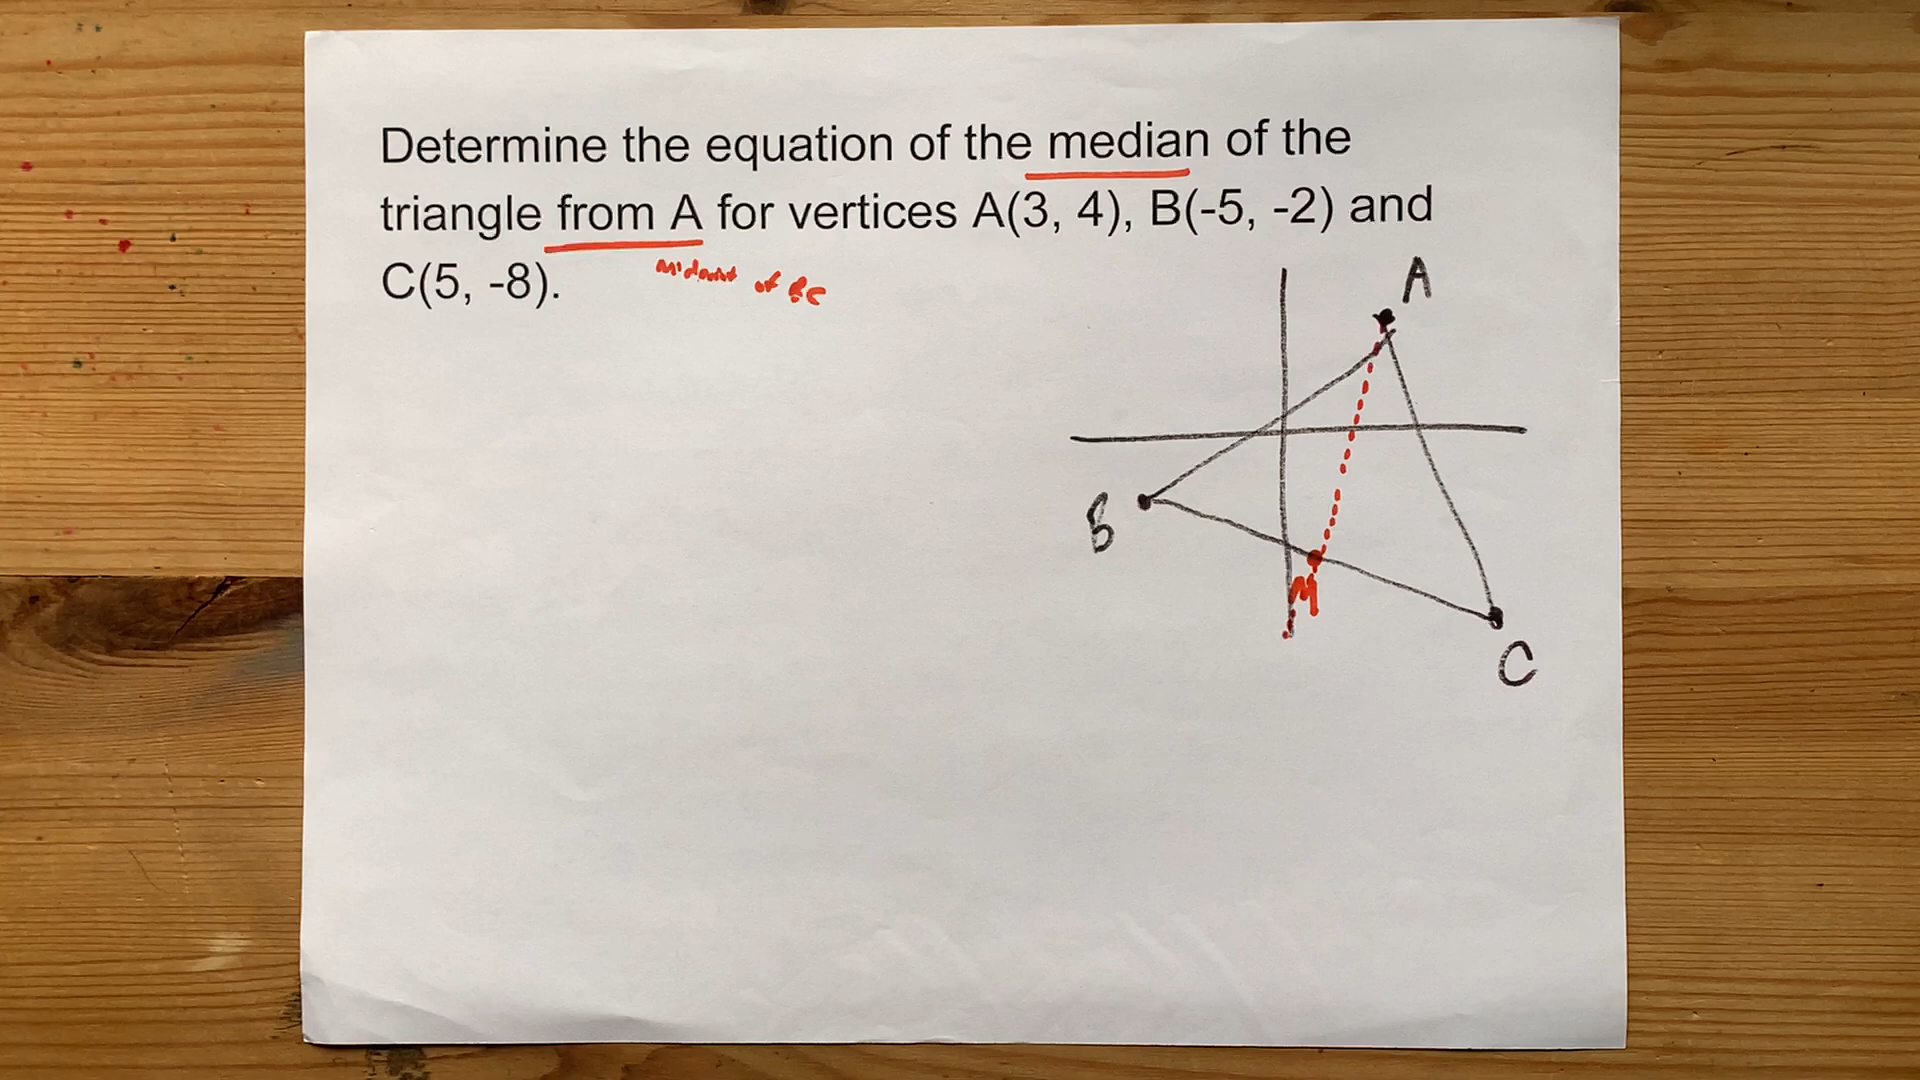 Determine the equation of the median of the
triangle from A for vertices A(3, 4), B(-5, -2) and
C(5, -8).
Midpoint of BC
A
B
M
C